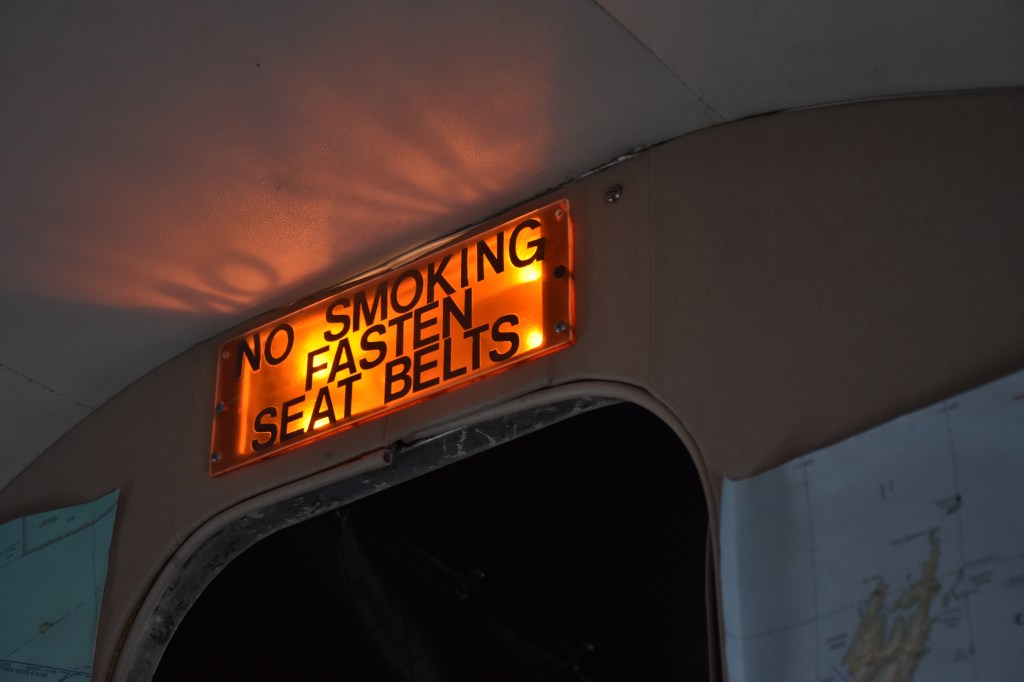 NO SMOKING
FASTEN
SEAT BELTS